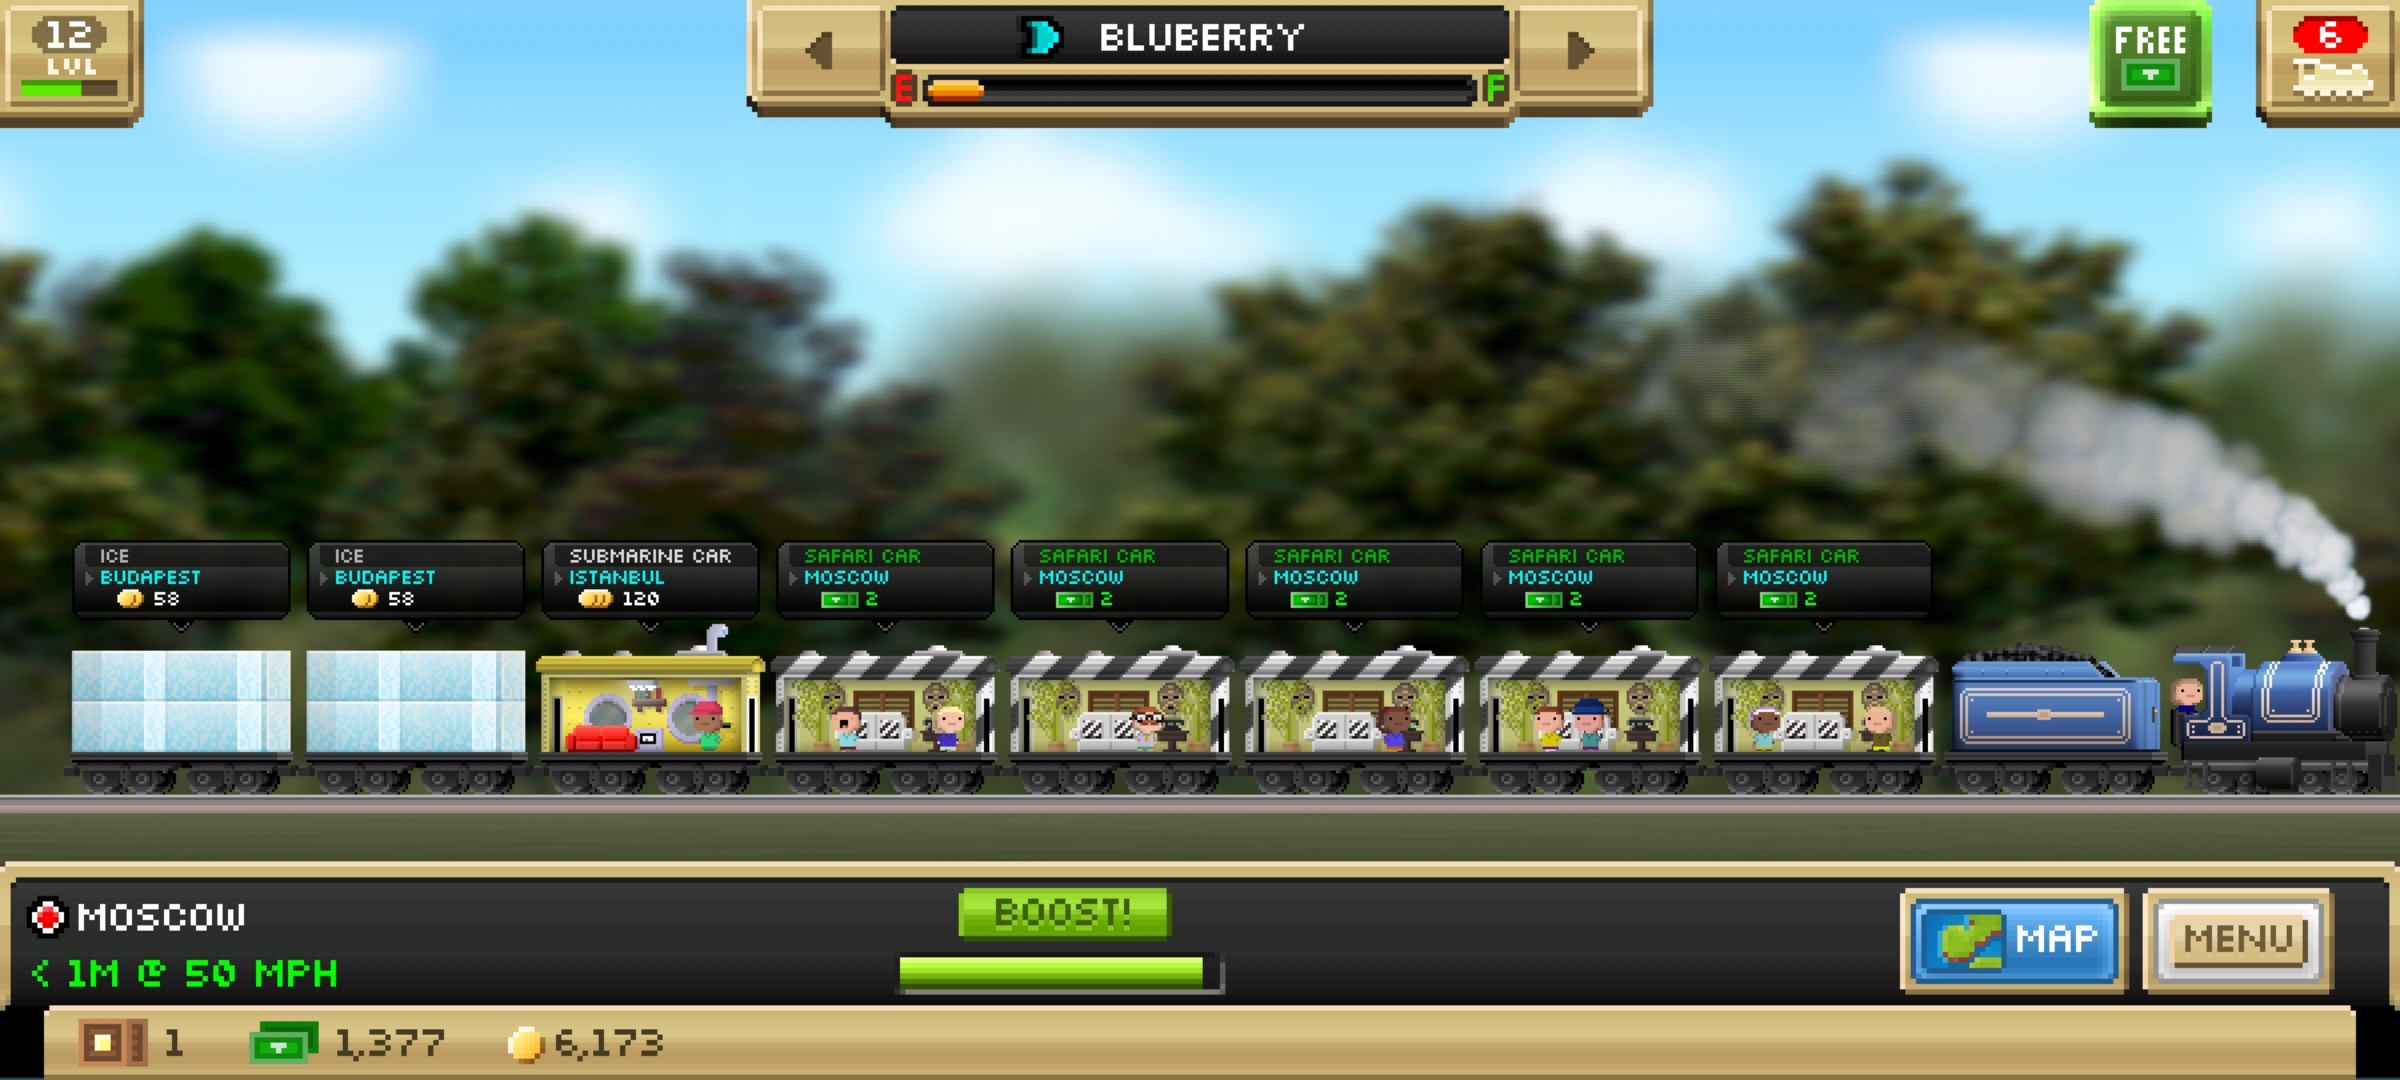 12
LVL
BLUBERRY
E F
FREE
6
ICE
BUDAPEST
58
ICE
BUDAPEST
58
SUBMARINE CAR
ISTANBUL
120
SAFARI CAR
MOSCOW
2
SAFARI CAR
MOSCOW
2
SAFARI CAR
MOSCOW
2
SAFARI CAR
MOSCOW
2
SAFARI CAR
MOSCOW
2
MOSCOW
< 1M @ 50 MPH
BOOST!
MAP
MENU
1
1,377
6,173